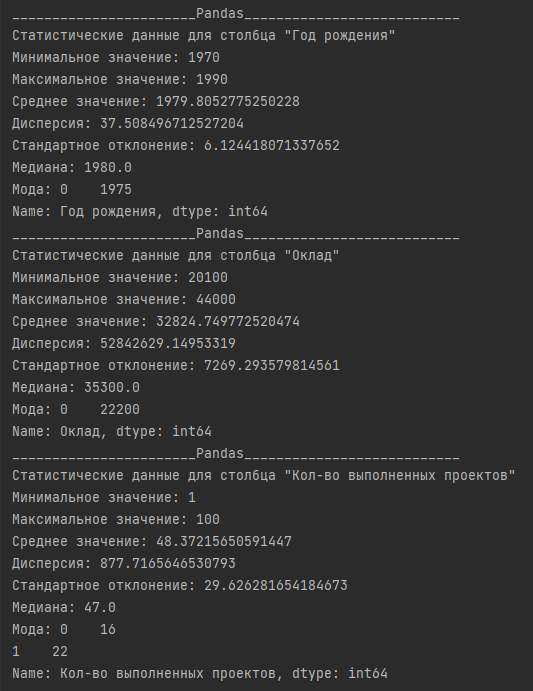 _______________________Pandas___________________________
Статистические данные для столбца "Год рождения"
Минимальное значение: 1970
Максимальное значение: 1990
Среднее значение: 1979.8052775250228
Дисперсия: 37.508496712527204
Стандартное отклонение: 6.124418071337652
Медиана: 1980.0
Мода: 0    1975
Name: Год рождения, dtype: int64
_______________________Pandas___________________________
Статистические данные для столбца "Оклад"
Минимальное значение: 20100
Максимальное значение: 44000
Среднее значение: 32824.749772520474
Дисперсия: 52842629.14953319
Стандартное отклонение: 7269.293579814561
Медиана: 35300.0
Мода: 0    22200
Name: Оклад, dtype: int64
_______________________Pandas___________________________
Статистические данные для столбца "Кол-во выполненных проектов"
Минимальное значение: 1
Максимальное значение: 100
Среднее значение: 48.37215650591447
Дисперсия: 877.7165646530793
Стандартное отклонение: 29.626281654184673
Медиана: 47.0
Мода: 0    16
1    22
Name: Кол-во выполненных проектов, dtype: int64